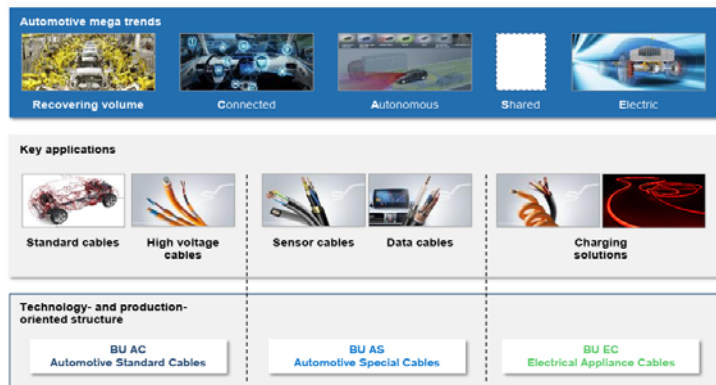 Automotive mega trends
Recovering volume
Connected
Autonomous
Shared
Electric
Key applications
Standard cables
High voltage
cables
Sensor cables
Data cables
Charging
solutions
Technology- and production-
oriented structure
BU AC
Automotive Standard Cables
BU AS
Automotive Special Cables
BU EC
Electrical Appliance Cables